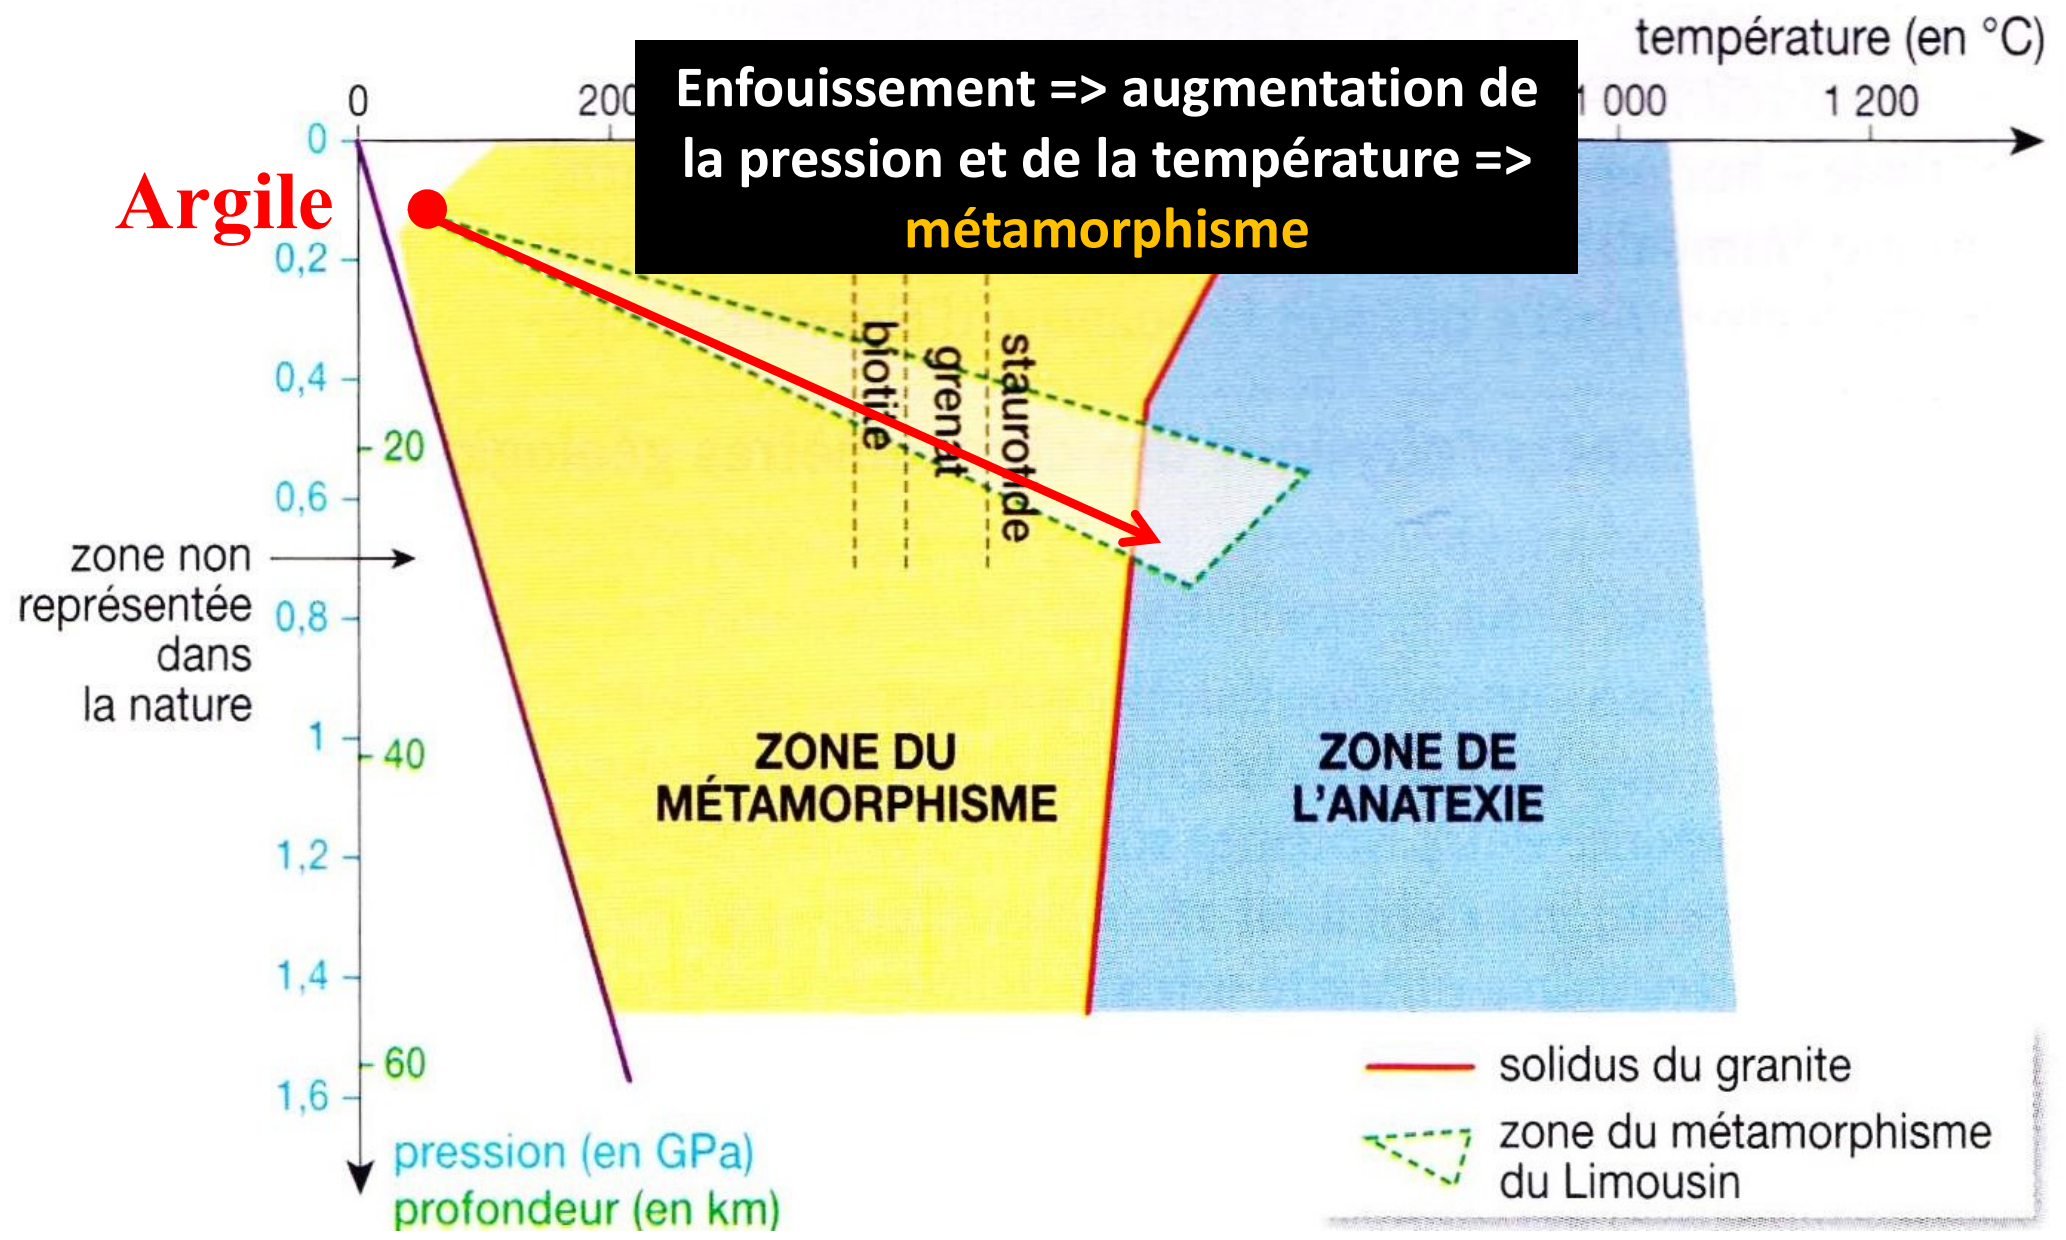 température (en °C)
Enfouissement => augmentation de
la pression et de la température =>
métamorphisme
0
200
1 000
1 200
0
Argile
0,2
0,4
20
0,6
0,8
1
40
1,2
1,4
60
1,6
biotite
grenat
staurotide
zone non
représentée
dans
la nature
ZONE DU
MÉTAMORPHISME
ZONE DE
L'ANATEXIE
solidus du granite
zone du métamorphisme
du Limousin
pression (en GPa)
profondeur (en km)